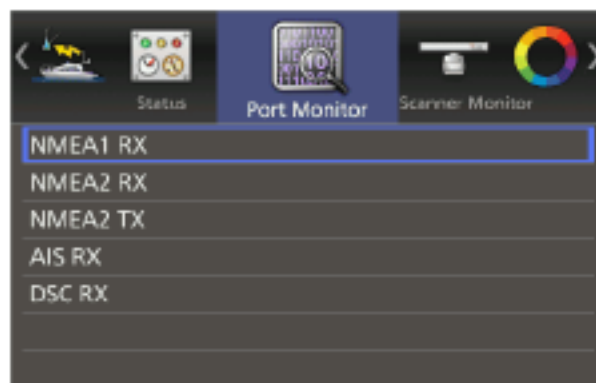 Status
Port Monitor
Scanner Monitor
NMEA1 RX
NMEA2 RX
NMEA2 TX
AIS RX
DSC RX